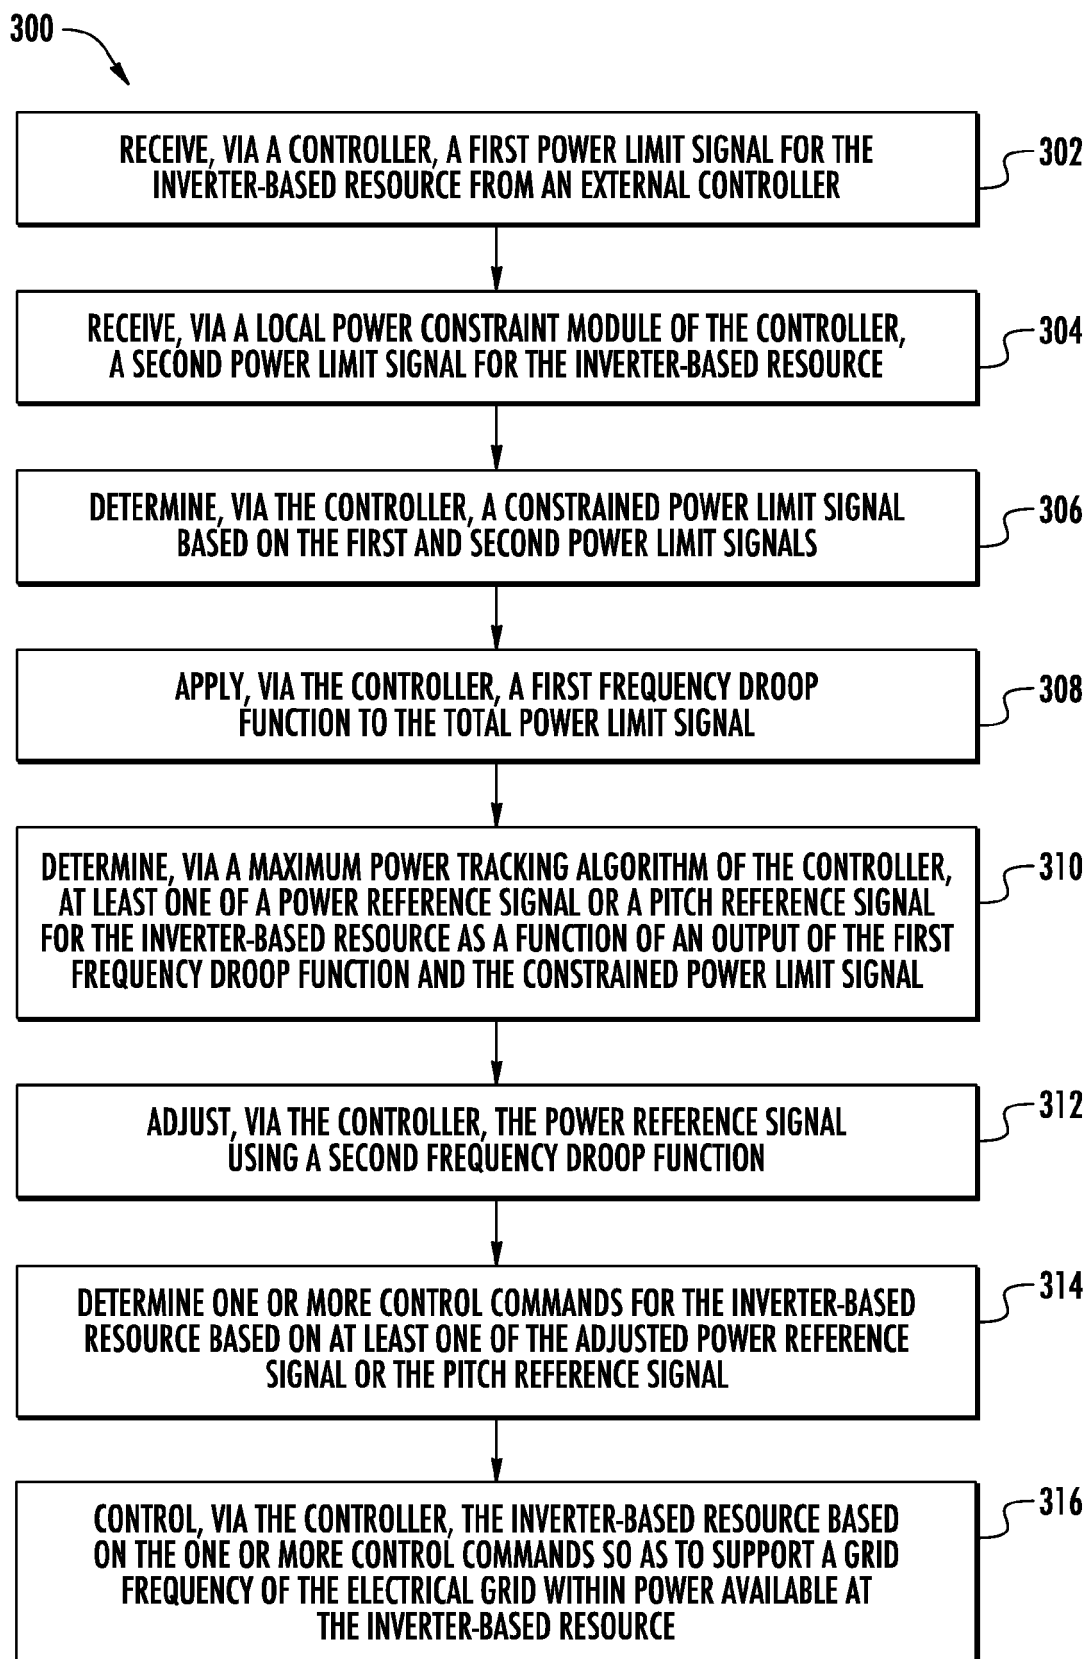 300
RECEIVE, VIA A CONTROLLER, A FIRST POWER LIMIT SIGNAL FOR THE
INVERTER-BASED RESOURCE FROM AN EXTERNAL CONTROLLER
302
RECEIVE, VIA A LOCAL POWER CONSTRAINT MODULE OF THE CONTROLLER,
A SECOND POWER LIMIT SIGNAL FOR THE INVERTER-BASED RESOURCE
304
DETERMINE, VIA THE CONTROLLER, A CONSTRAINED POWER LIMIT SIGNAL
BASED ON THE FIRST AND SECOND POWER LIMIT SIGNALS
306
APPLY, VIA THE CONTROLLER, A FIRST FREQUENCY DROOP
FUNCTION TO THE TOTAL POWER LIMIT SIGNAL
308
DETERMINE, VIA A MAXIMUM POWER TRACKING ALGORITHM OF THE CONTROLLER,
AT LEAST ONE OF A POWER REFERENCE SIGNAL OR A PITCH REFERENCE SIGNAL
FOR THE INVERTER-BASED RESOURCE AS A FUNCTION OF AN OUTPUT OF THE FIRST
FREQUENCY DROOP FUNCTION AND THE CONSTRAINED POWER LIMIT SIGNAL
310
ADJUST, VIA THE CONTROLLER, THE POWER REFERENCE SIGNAL
USING A SECOND FREQUENCY DROOP FUNCTION
312
DETERMINE ONE OR MORE CONTROL COMMANDS FOR THE INVERTER-BASED
RESOURCE BASED ON AT LEAST ONE OF THE ADJUSTED POWER REFERENCE
SIGNAL OR THE PITCH REFERENCE SIGNAL
314
CONTROL, VIA THE CONTROLLER, THE INVERTER-BASED RESOURCE BASED
ON THE ONE OR MORE CONTROL COMMANDS SO AS TO SUPPORT A GRID
FREQUENCY OF THE ELECTRICAL GRID WITHIN POWER AVAILABLE AT
THE INVERTER-BASED RESOURCE
316